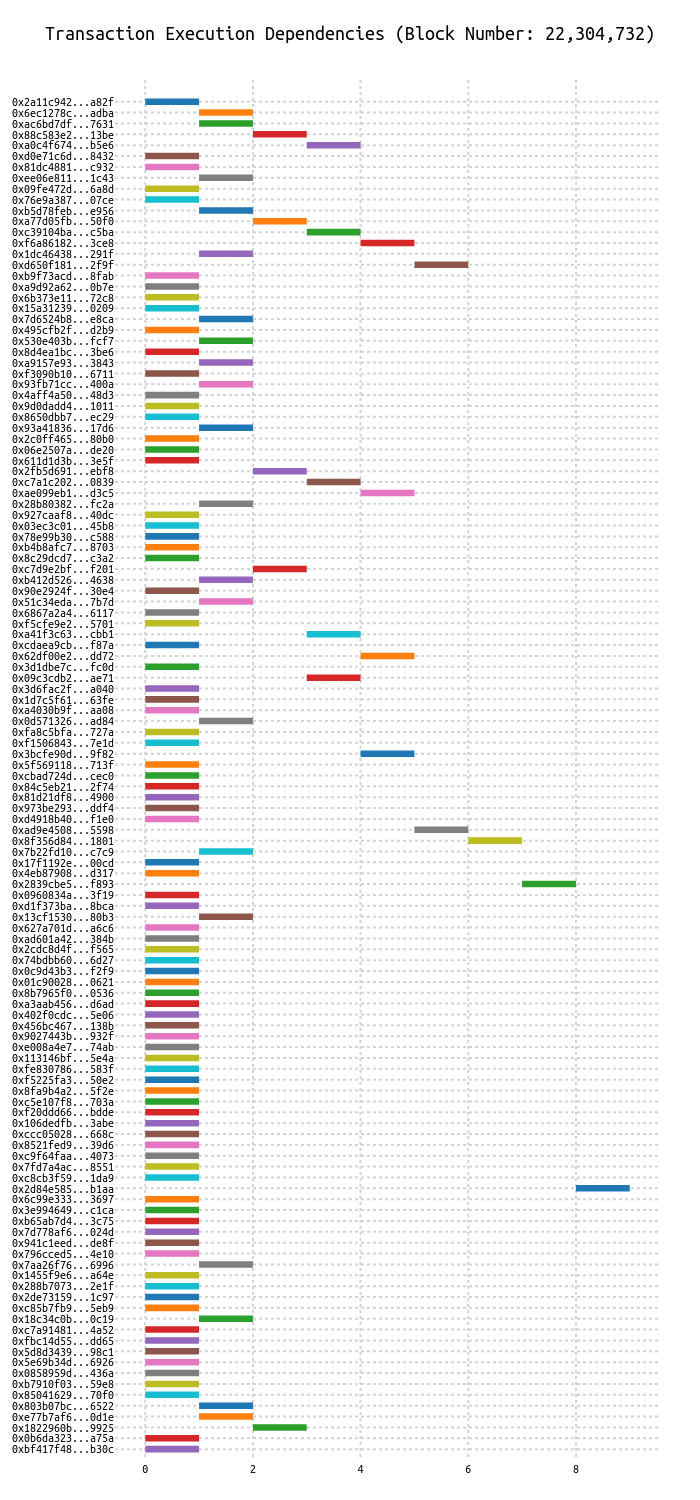 Transaction Execution Dependencies (Block Number: 22,304,732)
0x2a11c942...a82f
0x6ec1278c...adba
0xac6bd7df...7631
0x88c583e2...13be
0xa0c4f674...b5e6
0xd0e71c6d...8432
0x81dc4881...c932
0xee06e811...1c43
0x09fe472d...6a8d
0x76e9a387...07ce
0xb5d78feb...e956
0xa77d05fb...50f0
0xc39104ba...c5ba
0xf6a86182...3ce8
0x1dc46438...291f
0xd650f181...2f9f
0xb9f73acd...8fab
0xa9d92a62...0b7e
0x6b373e11...72c8
0x15a31239...0209
0x7d6524b8...e8ca
0x495cfb2f...d2b9
0x530e403b...fcf7
0x8d4ea1bc...3be6
0xa9157e93...3843
0xf3090b10...6711
0x93fb71cc...400a
0x4aff4a50...48d3
0x9d0dadd4...1011
0x8650dbb7...ec29
0x93a41836...17d6
0x2c0ff465...80b0
0x06e2507a...de20
0x611d1d3b...3e5f
0x2fb5d691...ebf8
0xc7a1c202...0839
0xae099eb1...d3c5
0x28b80382...fc2a
0x927caaf8...40dc
0x03ec3c01...45b8
0x78e99b30...c588
0xb4b8afc7...8703
0x8c29dcd7...c3a2
0xc7d9e2bf...f201
0xb412d526...4638
0x90e2924f...30e4
0x51c34eda...7b7d
0x6867a2a4...6117
0xf5cfe9e2...5701
0xa41f3c63...cbb1
0xcdaea9cb...f87a
0x62df00e2...dd72
0x3d1dbe7c...fc0d
0x09c3cdb2...ae71
0x3d6fac2f...a040
0x1d7c5f61...63fe
0xa4030b9f...aa08
0x0d571326...ad84
0xfa8c5bfa...727a
0xf1506843...7e1d
0x3bcfe90d...9f82
0x5f569118...713f
0xcbad724d...cec0
0x84c5eb21...2f74
0x81d21df8...4900
0x973be293...ddf4
0xd4918b40...f1e0
0xad9e4508...5598
0x8f356d84...1801
0x7b22fd10...c7c9
0x17f1192e...00cd
0x4eb87908...d317
0x2839cbe5...f893
0x0960834a...3f19
0xd1f373ba...8bca
0x13cf1530...80b3
0x627a701d...a6c6
0xad601a42...384b
0x2cdc8d4f...f565
0x74bdbb60...6d27
0x0c9d43b3...f2f9
0x01c90028...0621
0x8b7965f0...0536
0xa3aab456...d6ad
0x402f0cdc...5e06
0x456bc467...138b
0x9027443b...932f
0xe008a4e7...74ab
0x113146bf...5e4a
0xfe830786...583f
0xf5225fa3...50e2
0x8fa9b4a2...5f2e
0xc5e107f8...703a
0xf20ddd66...bdde
0x106dedfb...3abe
0xccc05028...668c
0x8521fed9...39d6
0xc9f64faa...4073
0x7fd7a4ac...8551
0xc8cb3f59...1da9
0x2d84e585...b1aa
0x6c99e333...3697
0x3e994649...c1ca
0xb65ab7d4...3c75
0x7d778af6...024d
0x941c1eed...de8f
0x796cced5...4e10
0x7aa26f76...6996
0x1455f9e6...a64e
0x288b7073...2e1f
0x2de73159...1c97
0xc85b7fb9...5eb9
0x18c34c0b...0c19
0xc7a91481...4a52
0xfbc14d55...dd65
0x5d8d3439...98c1
0x5e69b34d...6926
0x0858959d...436a
0xb7910f03...59e8
0x85041629...70f0
0x803b07bc...6522
0xe77b7af6...0d1e
0x1822960b...9925
0x0b6da323...a75a
0xbf417f48...b30c
0 2 4 6 8